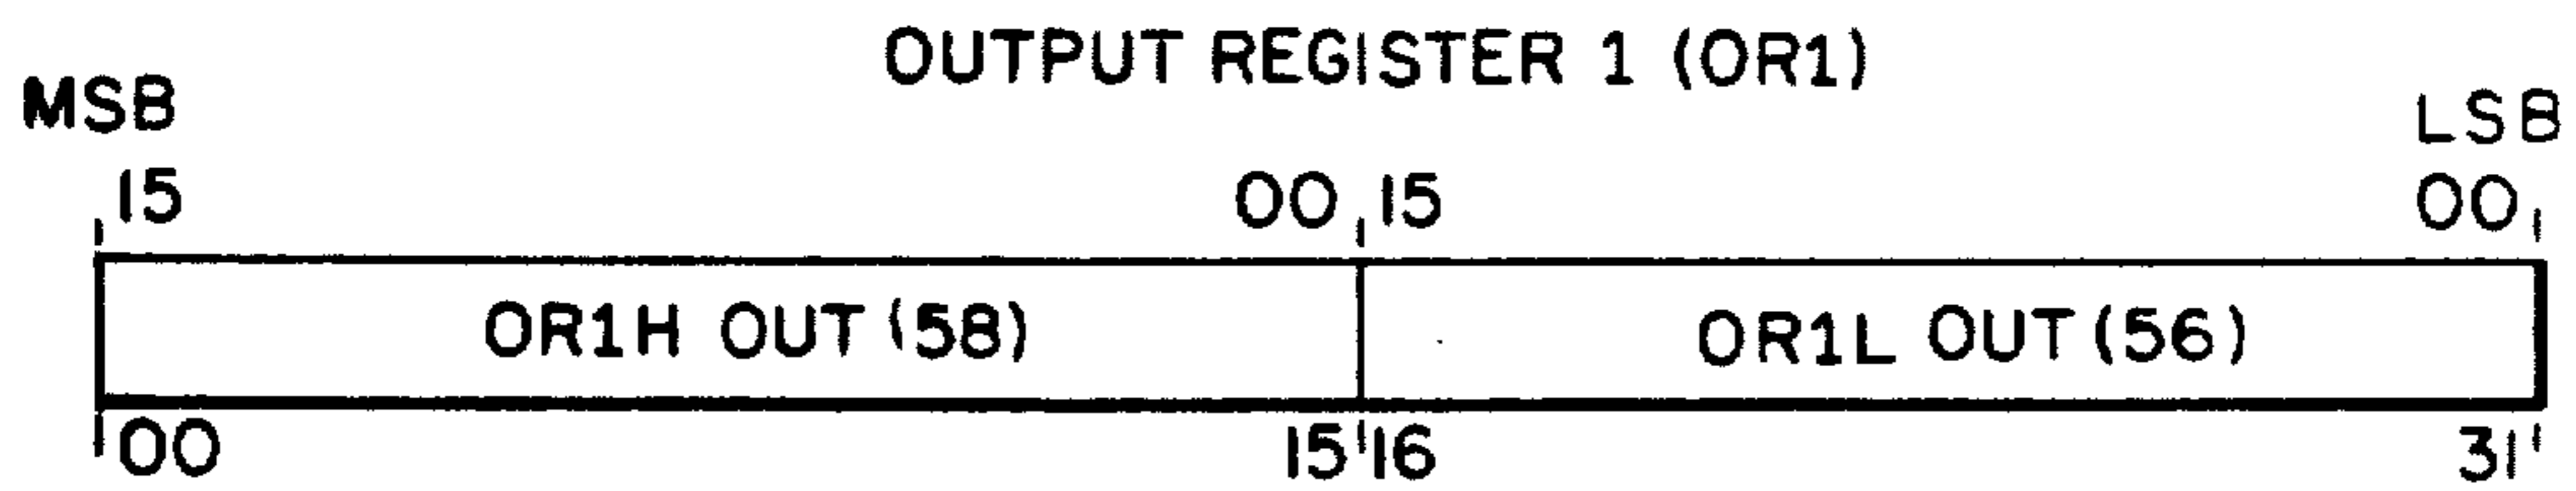 OUTPUT REGISTER 1 (OR1)
MSB LSB
15 00 15 00
OR1H OUT (58) OR1L OUT (56)
00 15 16 31